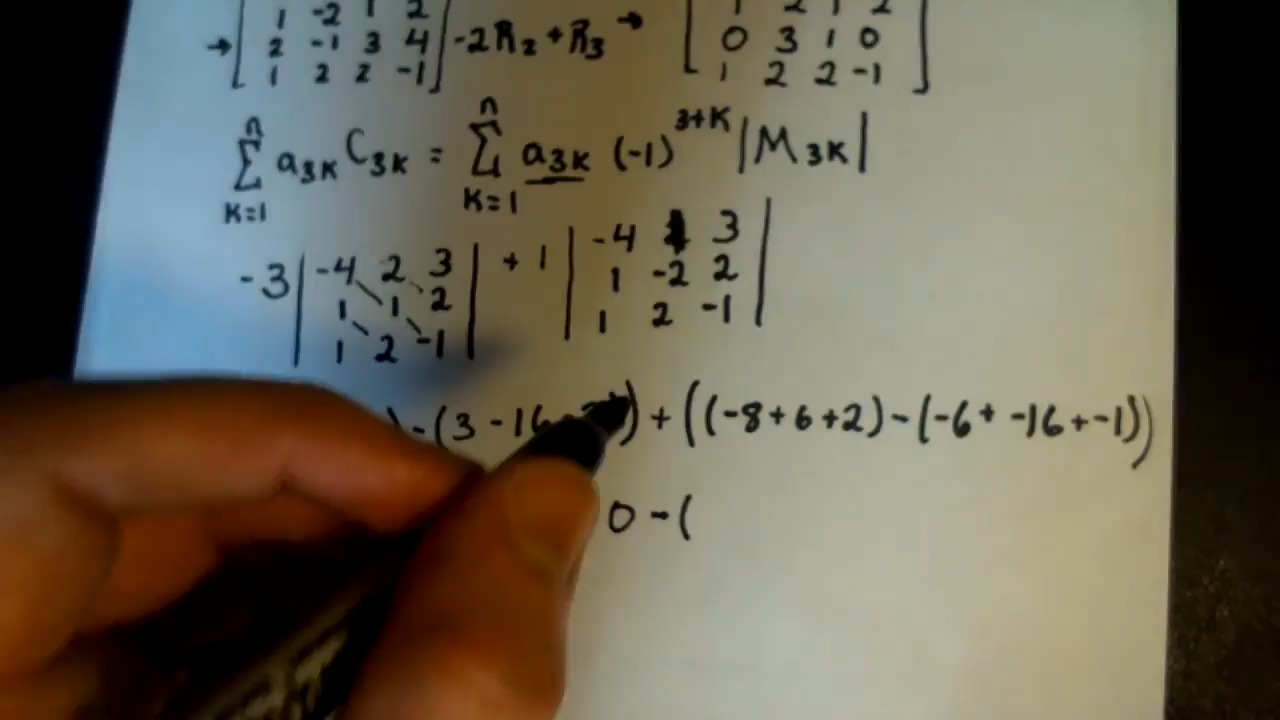 1 -2 1 2 1 2 1 2
→ 2 -1 3 4 -2R₂ + R₃ → 0 3 1 0
1 2 2 -1 1 2 2 -1
n n
Σ a₃ₖ C₃ₖ = Σ a₃ₖ (-1)³⁺ᴷ |M₃ₖ|
K=1 K=1
-3 | -4 2 3 | + 1 | -4 3 |
| 1 1 2 | | 1 -2 2 |
| 1 2 -1 | | 1 2 -1 |
) - (3 - 16 ) + ((-8 + 6 + 2) - (-6 + -16 + -1))
0 - (